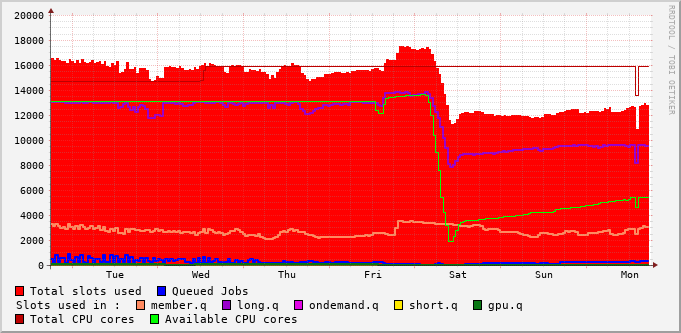 20000
18000
16000
14000
12000
10000
8000
6000
4000
2000
0
Tue Wed Thu Fri Sat Sun Mon
RRDTOOL / TOBI OETIKER
Total slots used Queued Jobs
Slots used in : member.q long.q ondemand.q short.q gpu.q
Total CPU cores Available CPU cores